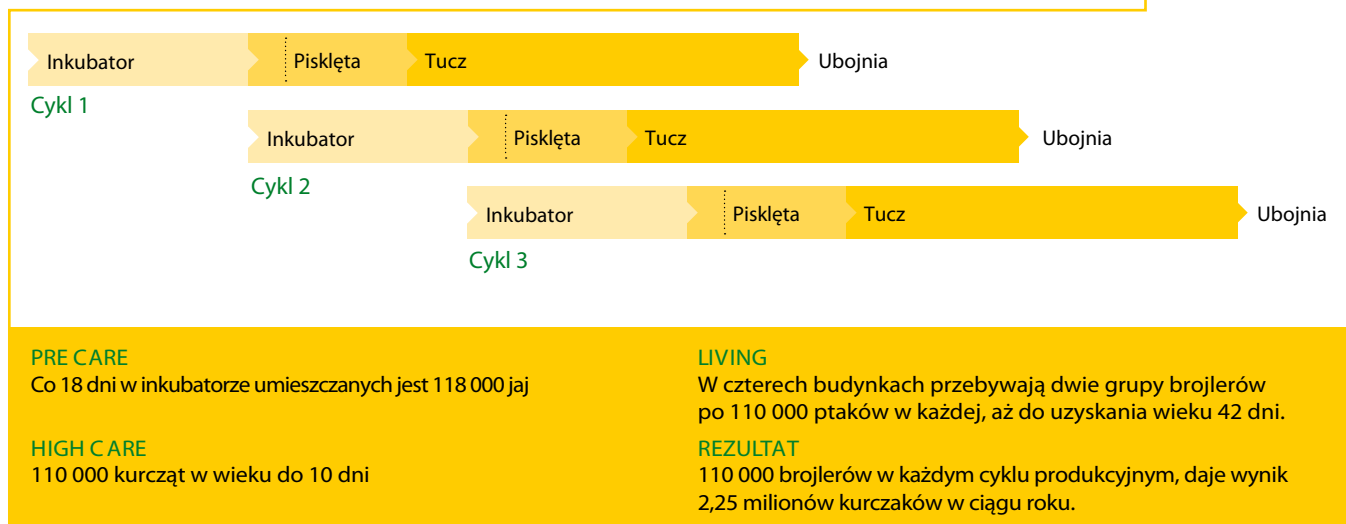 Inkubator Pisklęta Tucz Ubojnia
Cykl 1
Inkubator Pisklęta Tucz Ubojnia
Cykl 2
Inkubator Pisklęta Tucz Ubojnia
Cykl 3
PRE CARE
Co 18 dni w inkubatorze umieszczanych jest 118 000 jaj
HIGH CARE
110 000 kurcząt w wieku do 10 dni
LIVING
W czterech budynkach przebywają dwie grupy brojlerów
po 110 000 ptaków w każdej, aż do uzyskania wieku 42 dni.
REZULTAT
110 000 brojlerów w każdym cyklu produkcyjnym, daje wynik
2,25 milionów kurczaków w ciągu roku.